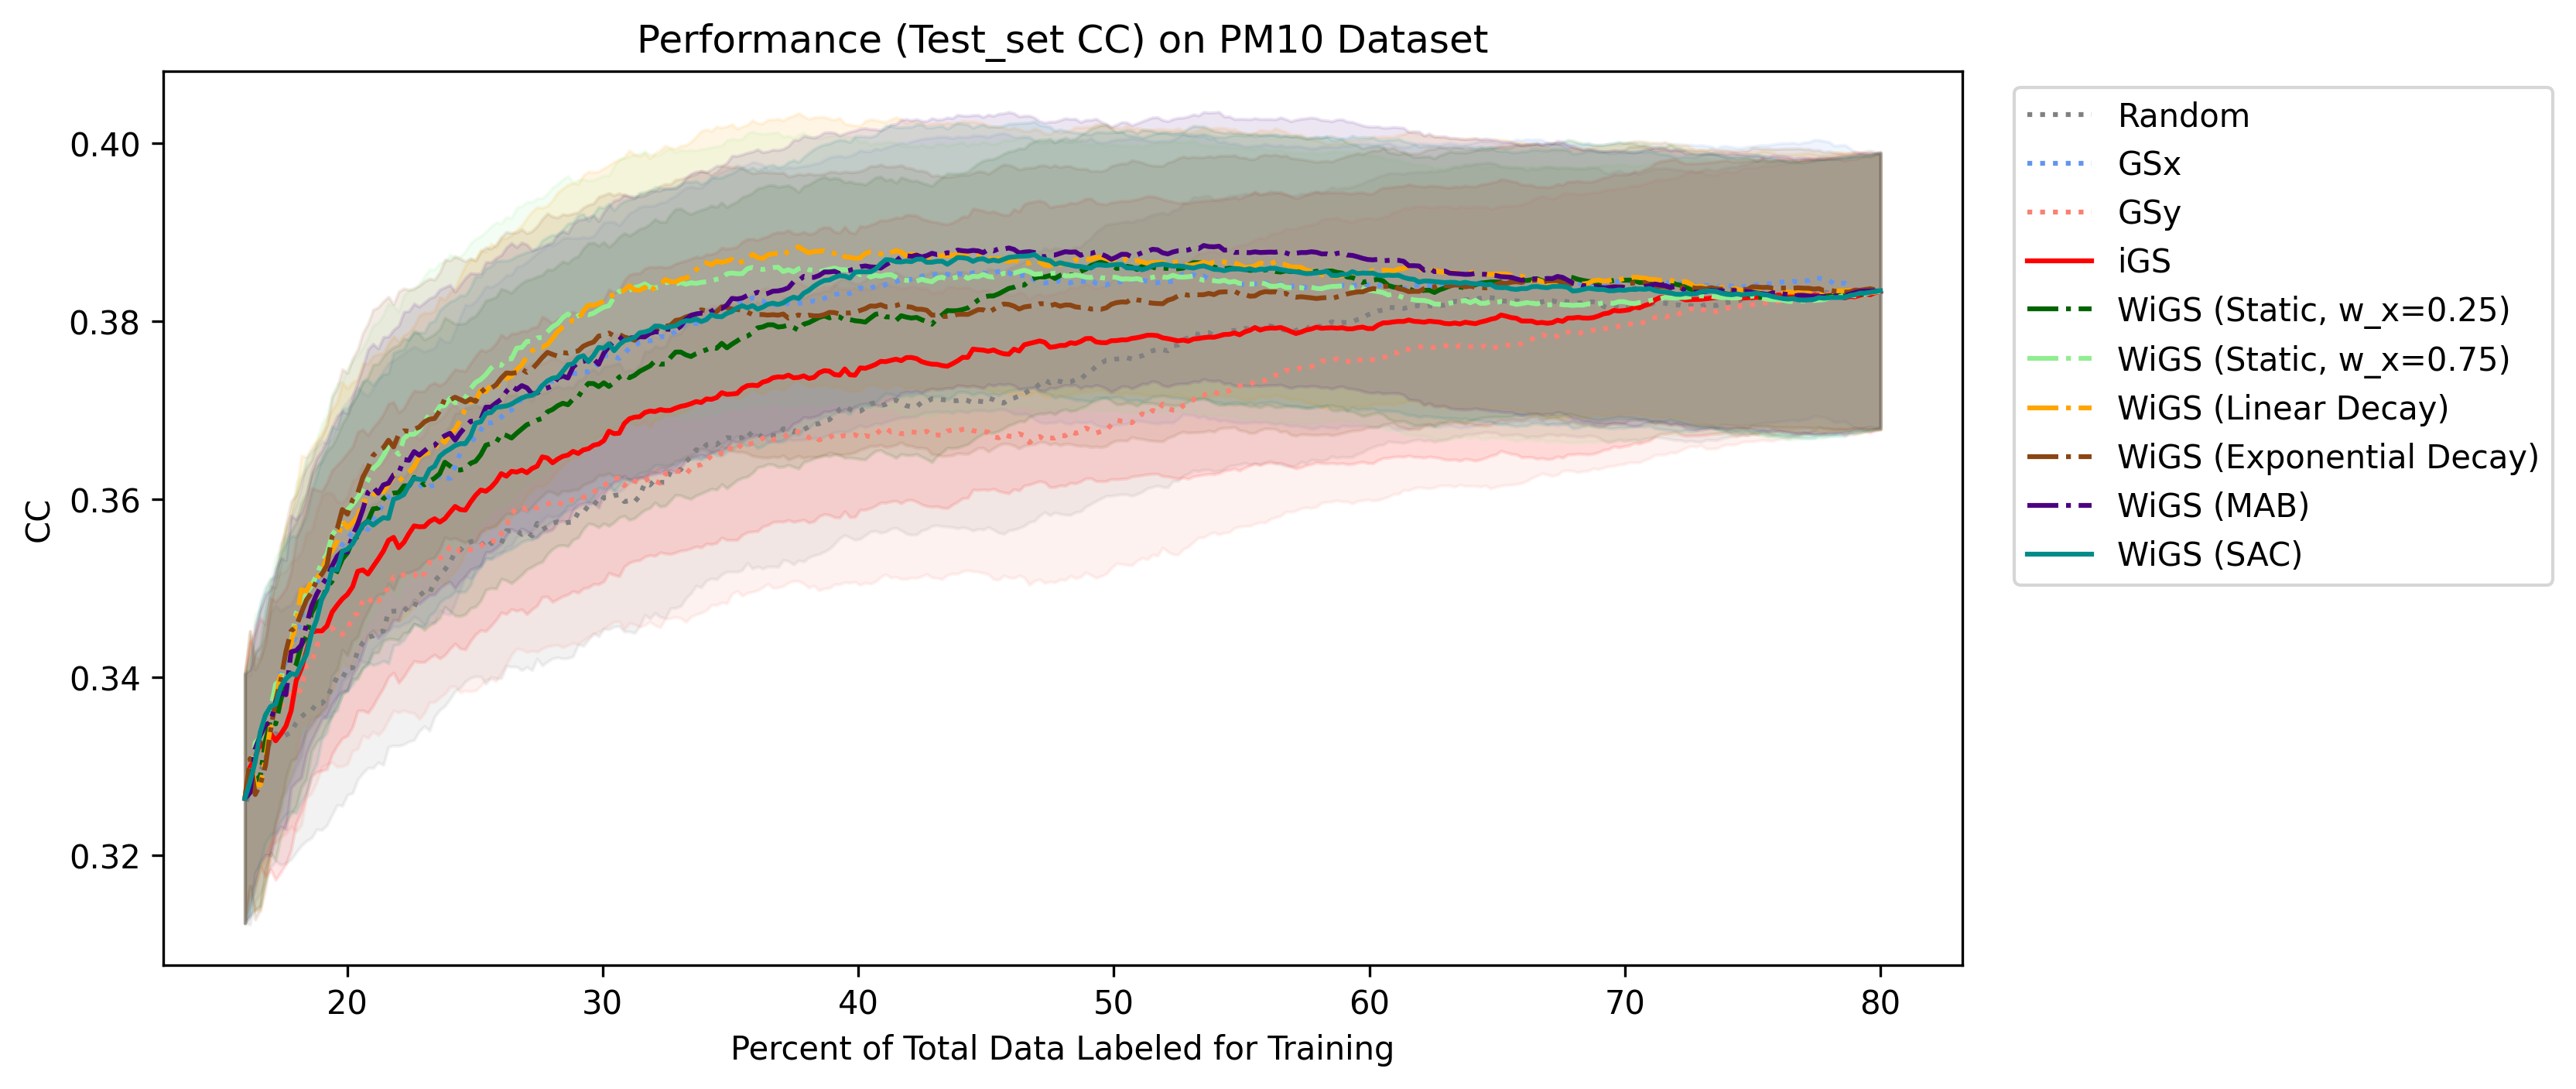 Performance (Test_set CC) on PM10 Dataset
CC
0.40
0.38
0.36
0.34
0.32
20 30 40 50 60 70 80
Percent of Total Data Labeled for Training
Random
GSx
GSy
iGS
WiGS (Static, w_x=0.25)
WiGS (Static, w_x=0.75)
WiGS (Linear Decay)
WiGS (Exponential Decay)
WiGS (MAB)
WiGS (SAC)